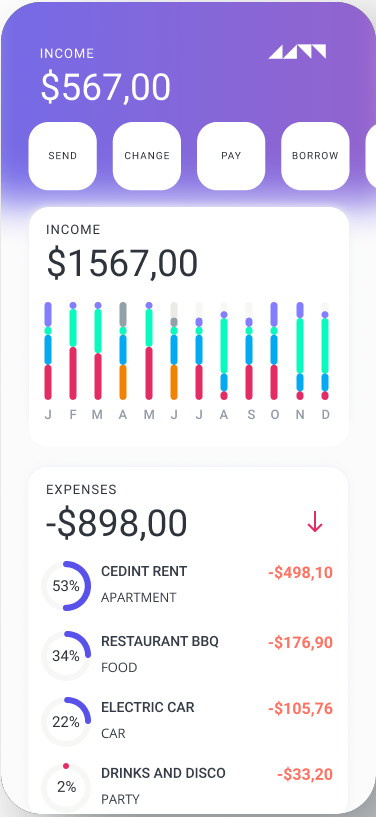 INCOME
$567,00
SEND CHANGE PAY BORROW
INCOME
$1567,00
J F M A M J J A S O N D
EXPENSES
-$898,00
53% CEDINT RENT -$498,10
APARTMENT
34% RESTAURANT BBQ -$176,90
FOOD
22% ELECTRIC CAR -$105,76
CAR
2% DRINKS AND DISCO -$33,20
PARTY